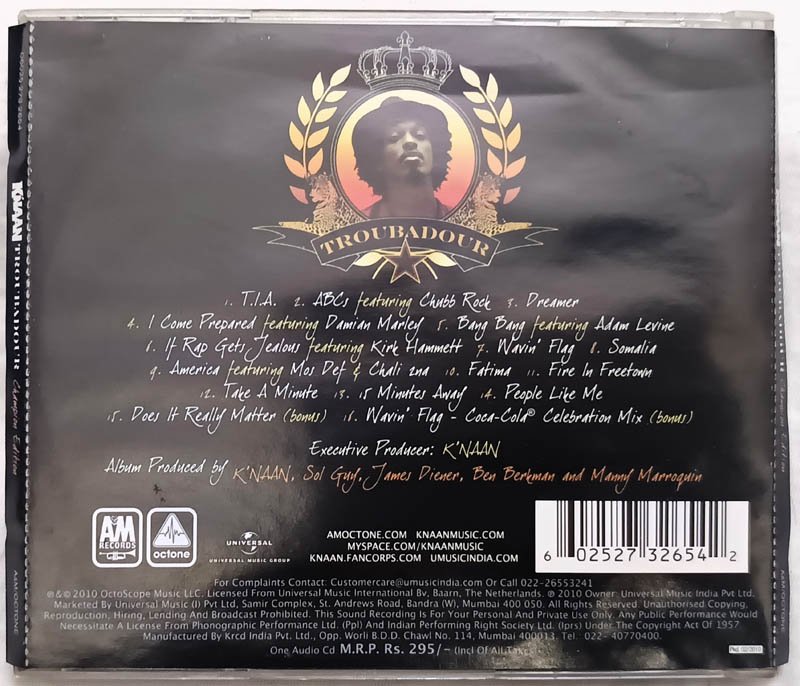 TROUBADOUR
1. T.I.A. 2. ABCs featuring Chubb Rock 3. Dreamer
4. I Come Prepared featuring Damian Marley 5. Bang Bang featuring Adam Levine
6. If Rap Gets Jealous featuring Kirk Hammett 7. Wavin' Flag 8. Somalia
9. America featuring Mos Def & Chali 2na 10. Fatima 11. Fire In Freetown
12. Take A Minute 13. 15 Minutes Away 14. People Like Me
15. Does It Really Matter (bonus) 16. Wavin' Flag - Coca-Cola® Celebration Mix (bonus)
Executive Producer: K'NAAN
Album Produced by K'NAAN, Sol Guy, James Diener, Ben Berkman and Manny Marroquin
A&M RECORDS
octone
UNIVERSAL
UNIVERSAL MUSIC GROUP
AMOCTONE.COM KNAANMUSIC.COM
MYSPACE.COM/KNAANMUSIC
KNAAN.FANCORPS.COM UMUSICINDIA.COM
6 02527 32654 2
For Complaints Contact: Customercare@umusicindia.com Or Call 022-26553241
℗&© 2010 OctoScope Music LLC. Licensed From Universal Music International Bv, Baarn, The Netherlands. ℗ 2010 Owner: Universal Music India Pvt Ltd.
Marketed By Universal Music (I) Pvt Ltd, Samir Complex, St. Andrews Road, Bandra (W), Mumbai 400 050. All Rights Reserved. Unauthorised Copying,
Reproduction, Hiring, Lending And Broadcast Prohibited. This Sound Recording Is For Your Personal And Private Use Only. Any Public Performance Would
Necessitate A License From Phonographic Performance Ltd. (Ppl) And Indian Performing Right Society Ltd. (Iprs) Under The Copyright Act Of 1957
Manufactured By Krcd India Pvt. Ltd., Opp. Worli B.D.D. Chawl No. 114, Mumbai 400013. Tel. 022- 40770400.
One Audio Cd M.R.P. Rs. 295/- (Incl Of All Taxes)
Pkd. 02/2010
K'NAAN TROUBADOUR Champion Edition
A&M/OCTONE